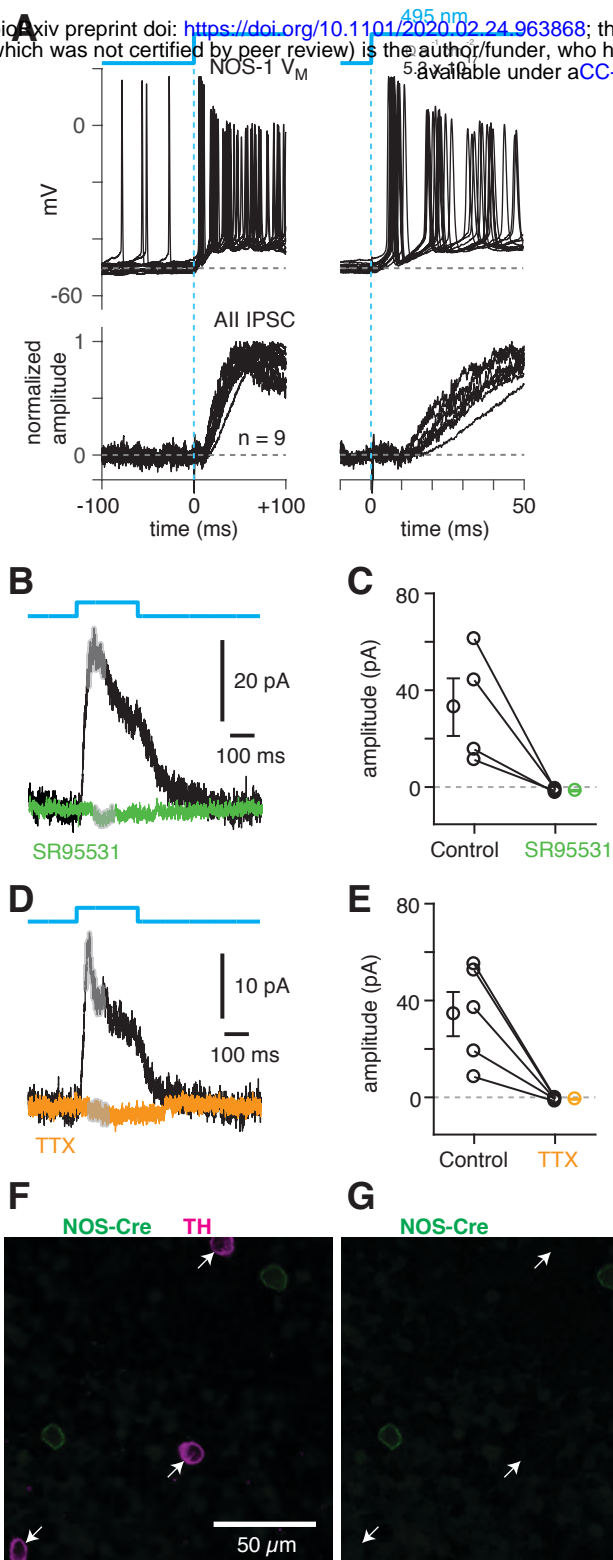 A
bioRxiv preprint doi: https://doi.org/10.1101/2020.02.24.963868; th
which was not certified by peer review) is the author/funder, who h
available under aCC-
495 nm
NOS-1 VM
0
mV
-60
AII IPSC
1
normalized
amplitude
0
n = 9
-100
0
+100
time (ms)
0
50
time (ms)
B
20 pA
100 ms
SR95531
C
80
40
0
amplitude (pA)
Control
SR95531
D
10 pA
100 ms
TTX
E
80
40
0
amplitude (pA)
Control
TTX
F
NOS-Cre TH
50 µm
G
NOS-Cre